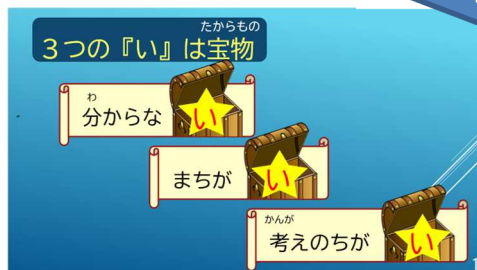 たからもの
３つの『い』は宝物
わ
分からない
まちがい
かんが
考えのちがい